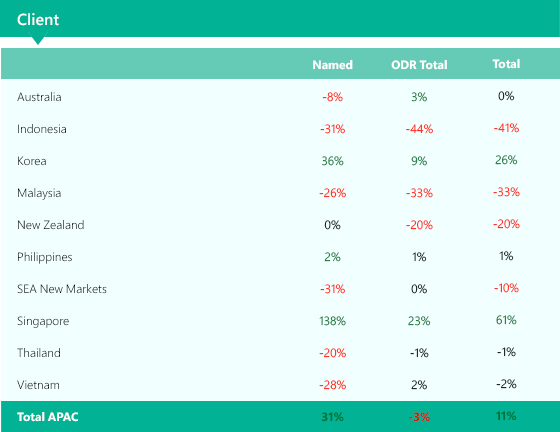 Client
Named ODR Total Total
Australia -8% 3% 0%
Indonesia -31% -44% -41%
Korea 36% 9% 26%
Malaysia -26% -33% -33%
New Zealand 0% -20% -20%
Philippines 2% 1% 1%
SEA New Markets -31% 0% -10%
Singapore 138% 23% 61%
Thailand -20% -1% -1%
Vietnam -28% 2% -2%
Total APAC 31% -3% 11%